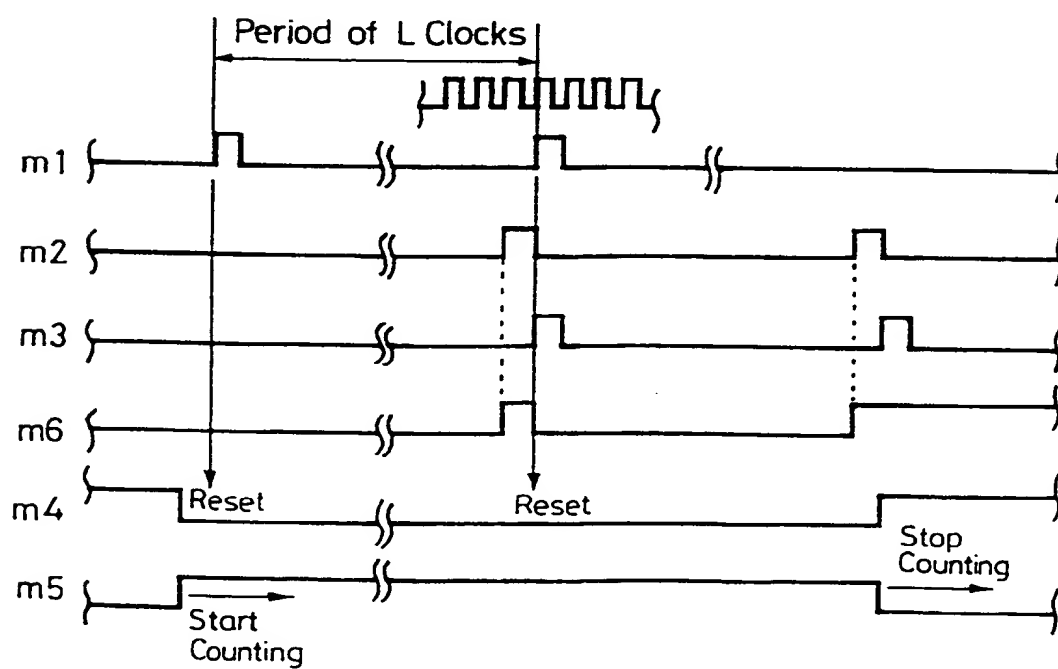 Period of L Clocks
m1
m2
m3
m6
Reset
Reset
m4
Stop
Counting
m5
Start
Counting